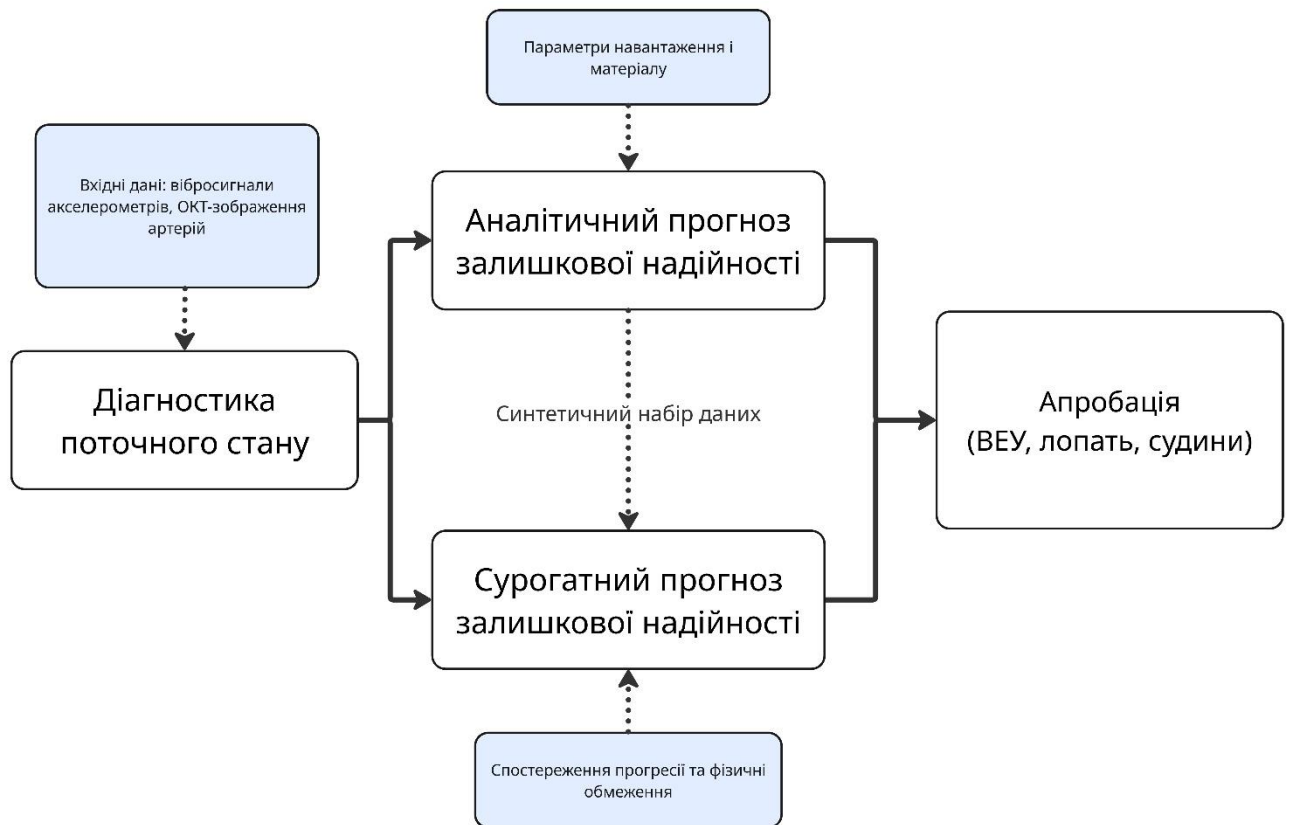 Параметри навантаження і
матеріалу
Вхідні дані: вібросигнали
акселерометрів, ОКТ-зображення
артерій
Аналітичний прогноз
залишкової надійності
Діагностика
поточного стану
Синтетичний набір даних
Апробація
(ВЕУ, лопать, судини)
Сурогатний прогноз
залишкової надійності
Спостереження прогресії та фізичні
обмеження